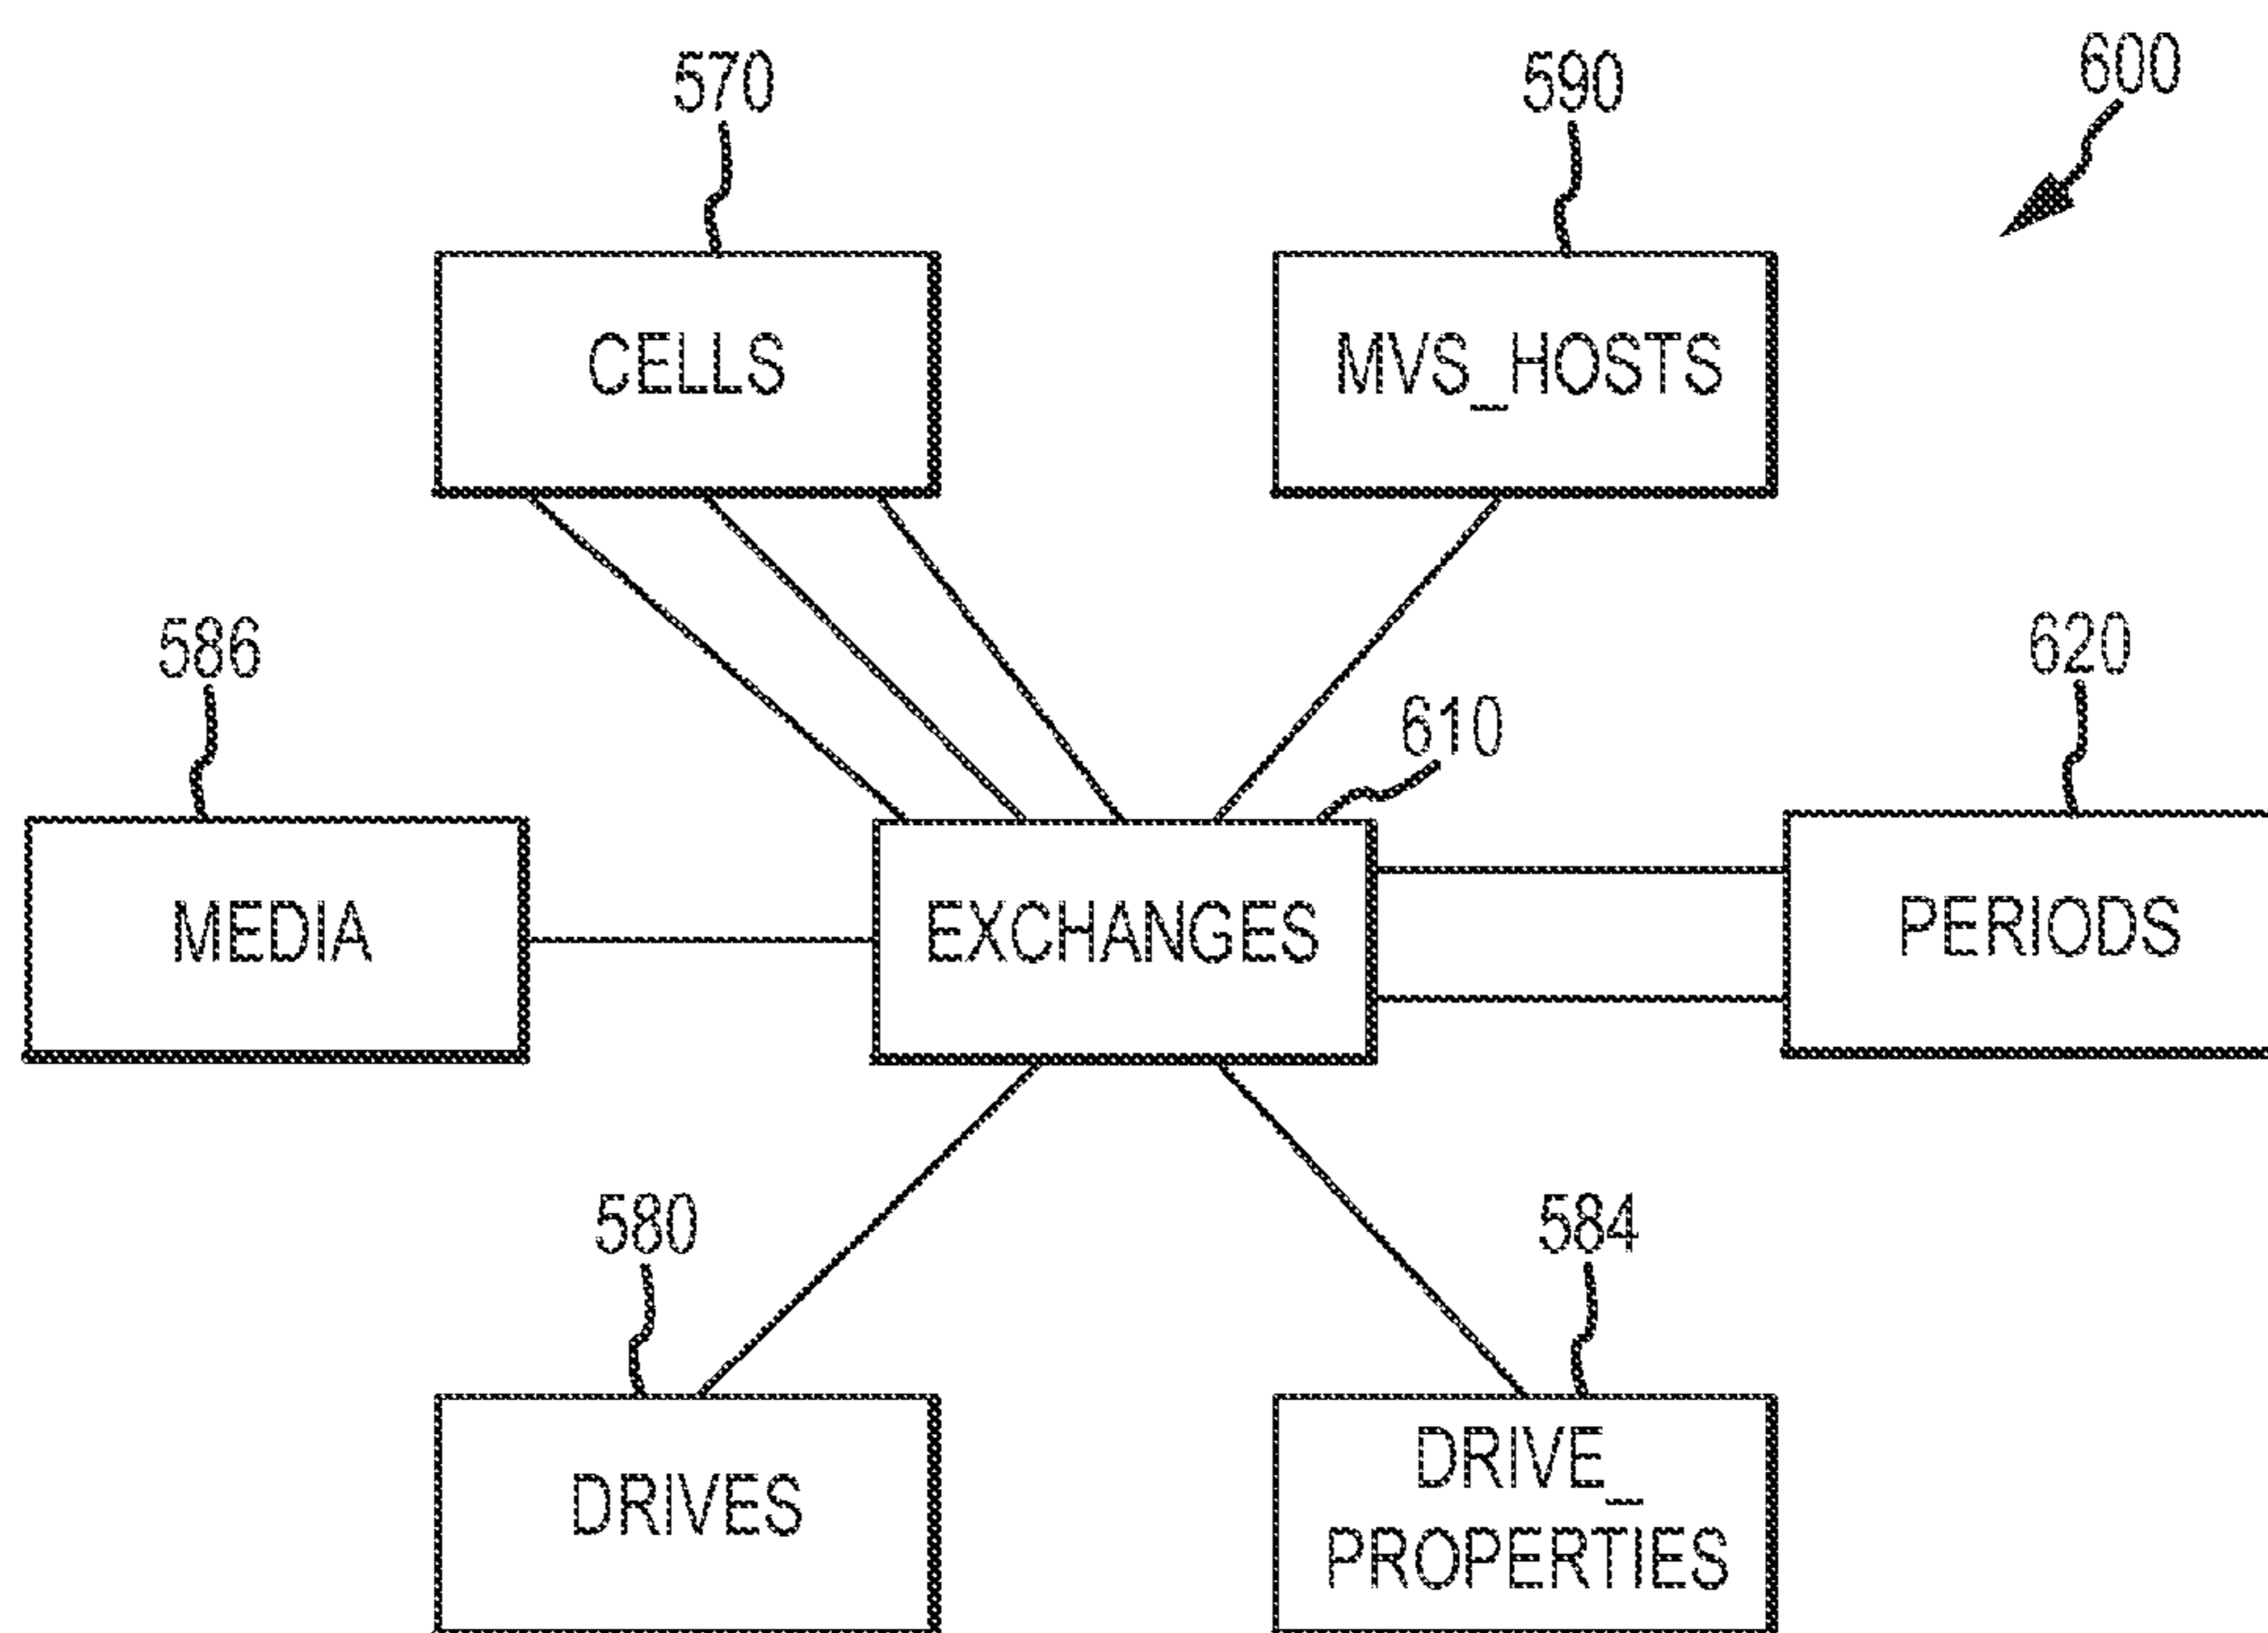 600
570
590
CELLS
MVS_HOSTS
586
620
610
MEDIA
EXCHANGES
PERIODS
580
584
DRIVES
DRIVE_
PROPERTIES